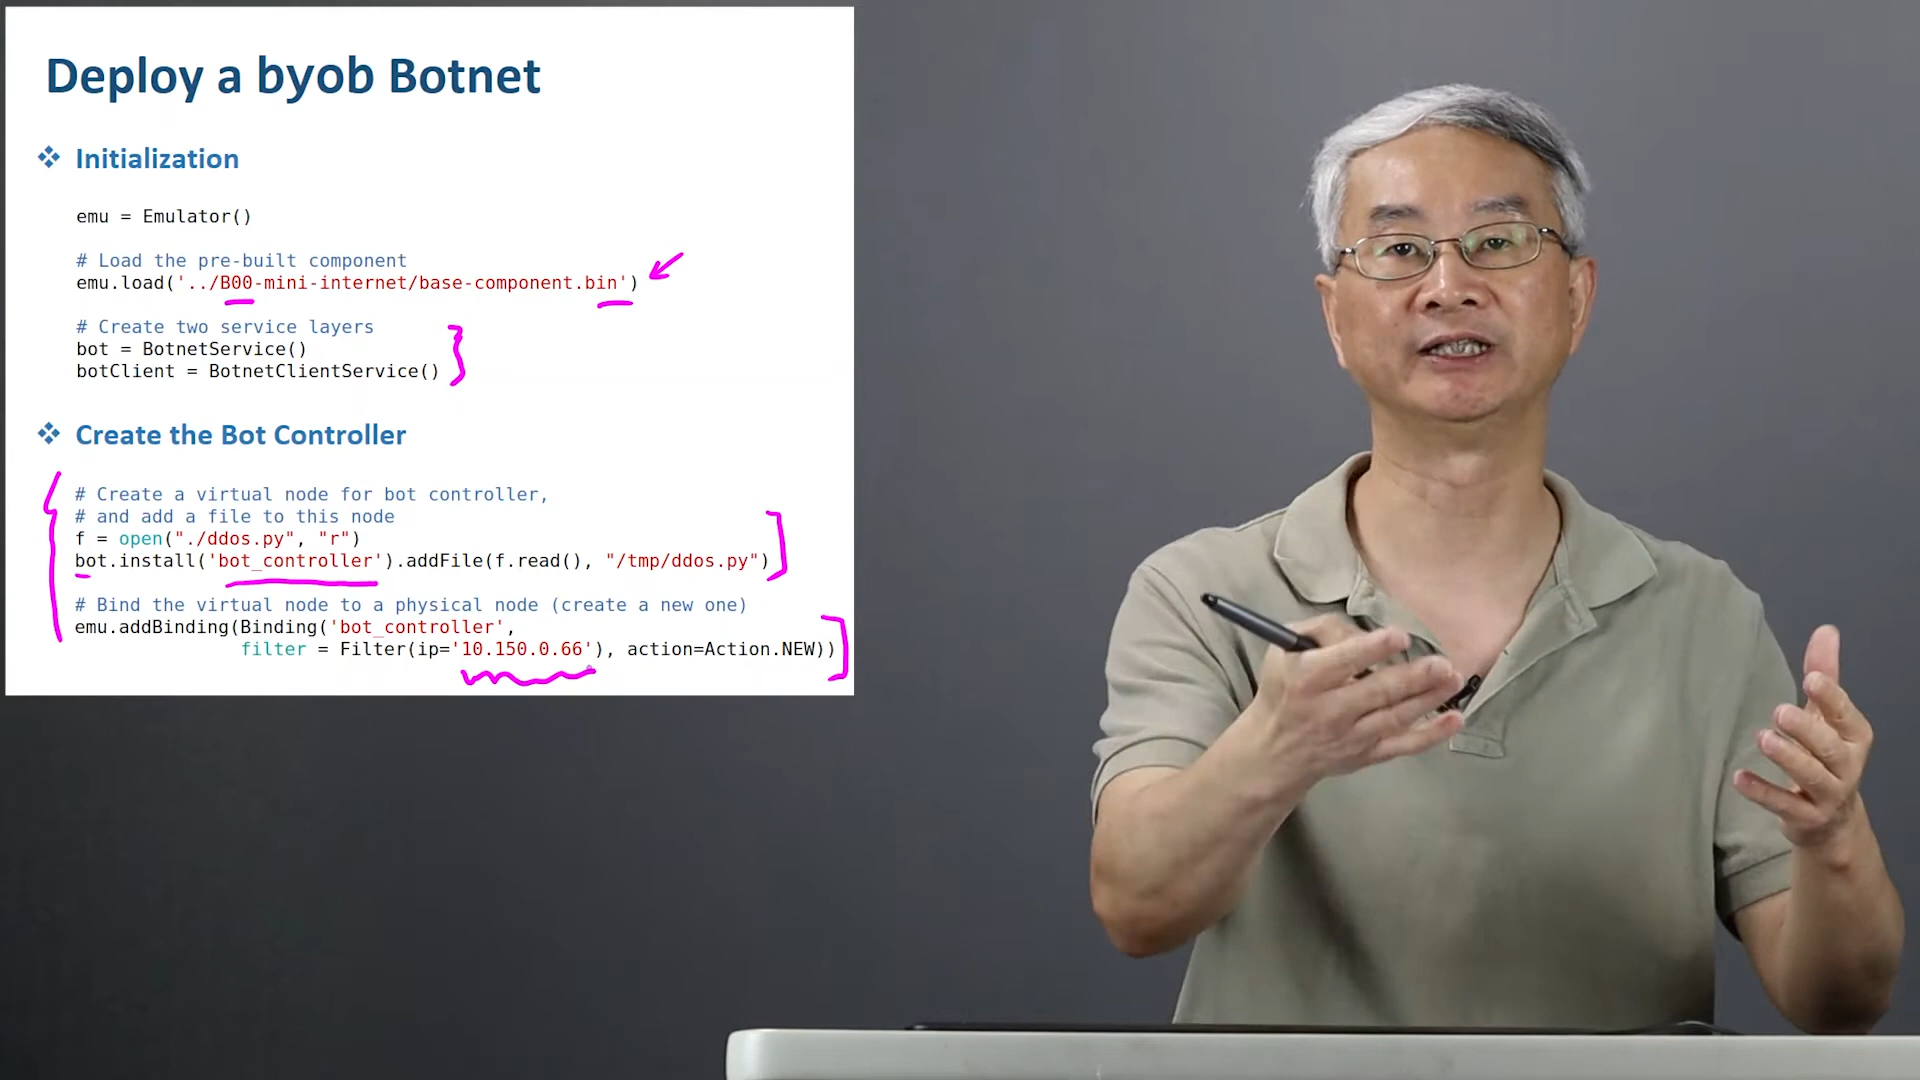 Deploy a byob Botnet
Initialization
emu = Emulator()
# Load the pre-built component
emu.load('../B00-mini-internet/base-component.bin')
# Create two service layers
bot = BotnetService()
botClient = BotnetClientService()
Create the Bot Controller
# Create a virtual node for bot controller,
# and add a file to this node
f = open("./ddos.py", "r")
bot.install('bot_controller').addFile(f.read(), "/tmp/ddos.py")
# Bind the virtual node to a physical node (create a new one)
emu.addBinding(Binding('bot_controller',
filter = Filter(ip='10.150.0.66'), action=Action.NEW))